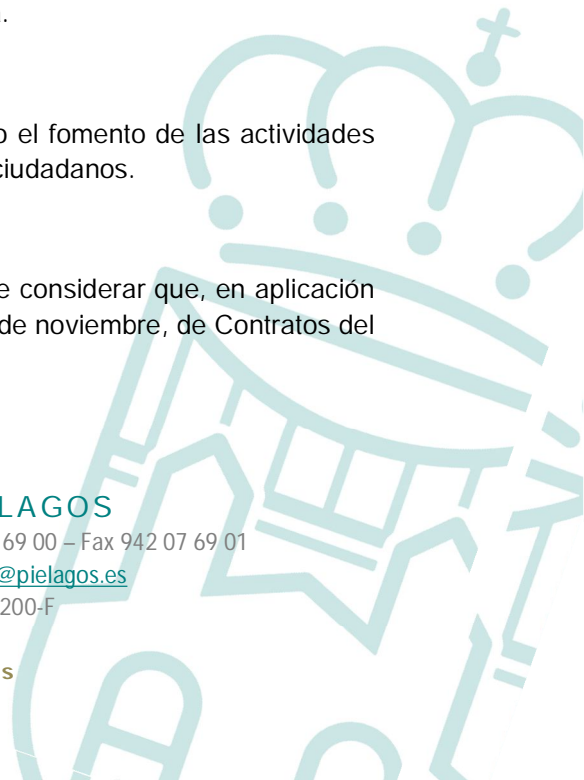 .
o el fomento de las actividades
ciudadanos.
e considerar que, en aplicación
de noviembre, de Contratos del
LAGOS
69 00 – Fax 942 07 69 01
@pielagos.es
200-F
s